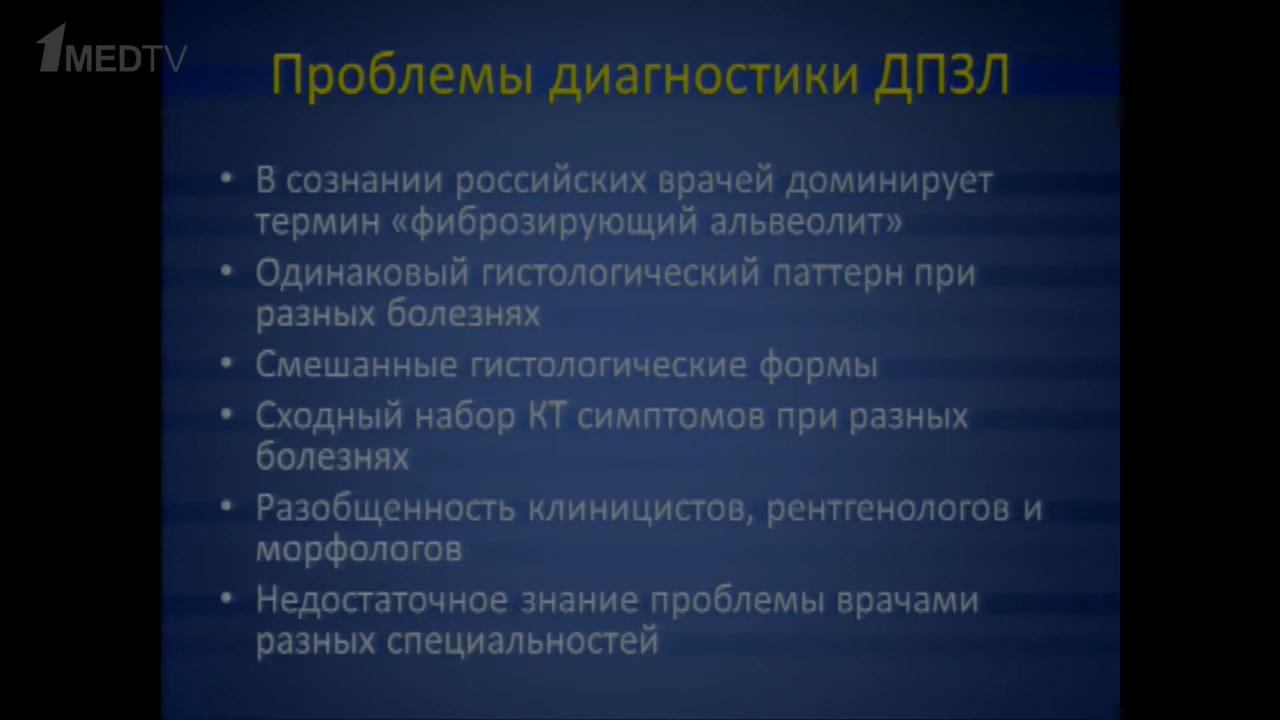 1MEDTV
Проблемы диагностики ДПЗЛ
• В сознании российских врачей доминирует
термин «фиброзирующий альвеолит»
• Одинаковый гистологический паттерн при
разных болезнях
• Смешанные гистологические формы
• Сходный набор КТ симптомов при разных
болезнях
• Разобщенность клиницистов, рентгенологов и
морфологов
• Недостаточное знание проблемы врачами
разных специальностей